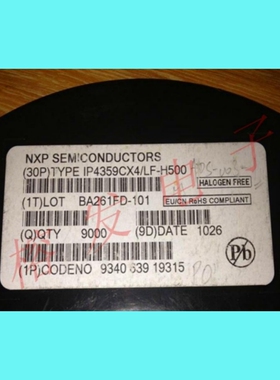 NXP SEMICONDUCTORS
(30P)TYPE IP4359CX4/LF-H500
HALOGEN FREE
(1T)LOT BA261FD-101
EU/CN RoHS COMPLIANT
(Q)QTY 9000 (9D)DATE 1026
Pb
(1P)CODENO 9340 639 19315